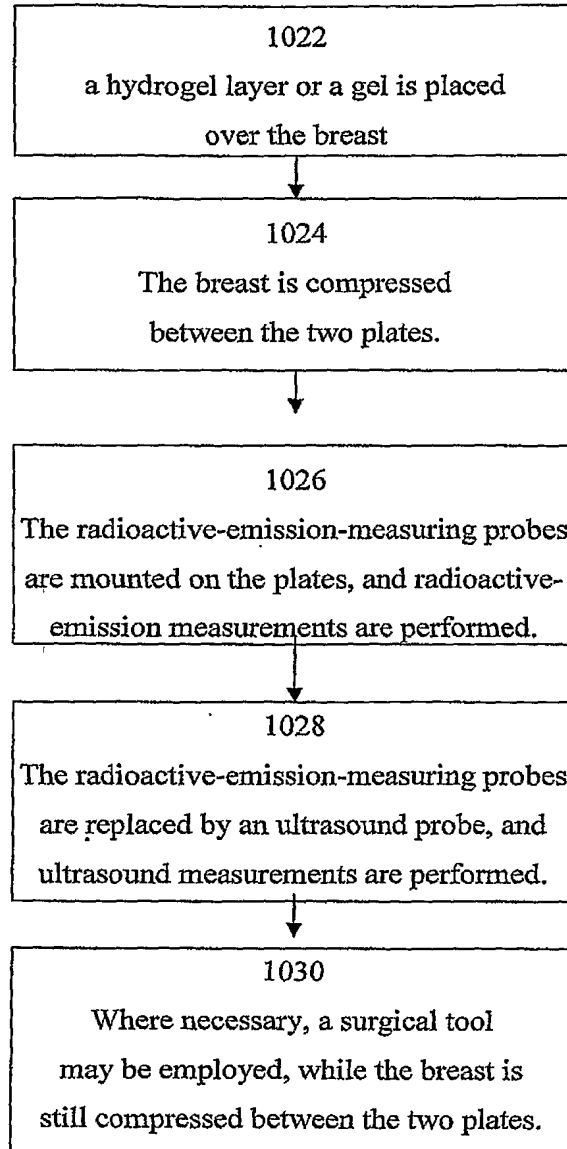 1022
a hydrogel layer or a gel is placed
over the breast
1024
The breast is compressed
between the two plates.
1026
The radioactive-emission-measuring probes
are mounted on the plates, and radioactive-
emission measurements are performed.
1028
The radioactive-emission-measuring probes
are replaced by an ultrasound probe, and
ultrasound measurements are performed.
1030
Where necessary, a surgical tool
may be employed, while the breast is
still compressed between the two plates.